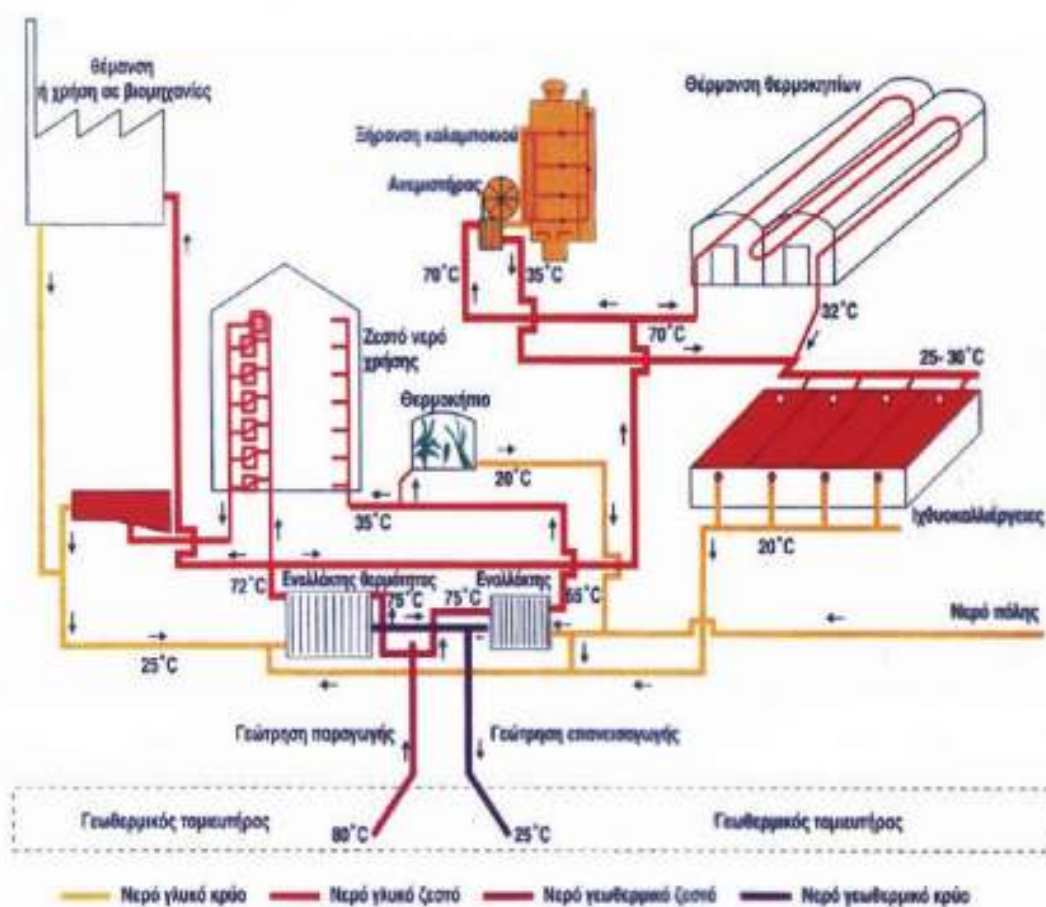 θέμανση
ή χρήση σε βιομηχανίες
Ξήρανση καλαμποκιού
Ανεμιστήρας
Θέρμανση θερμοκηπίων
70°C
35°C
70°C
32°C
25-30°C
Ζεστό νερό
χρήσης
Θερμοκήπιο
20°C
35°C
Ιχθυοκαλλιέργειες
20°C
72°C
Εναλλάκτης θερμότητας
75°C
75°C
Εναλλάκτης
65°C
Νερό πόλης
25°C
Γεώτρηση παραγωγής
Γεώτρηση επανεισαγωγής
Γεωθερμικός ταμιευτήρας
80°C
25°C
Γεωθερμικός ταμιευτήρας
Νερό γλυκό κρύο
Νερό γλυκό ζεστό
Νερό γεωθερμικό ζεστό
Νερό γεωθερμικό κρύο